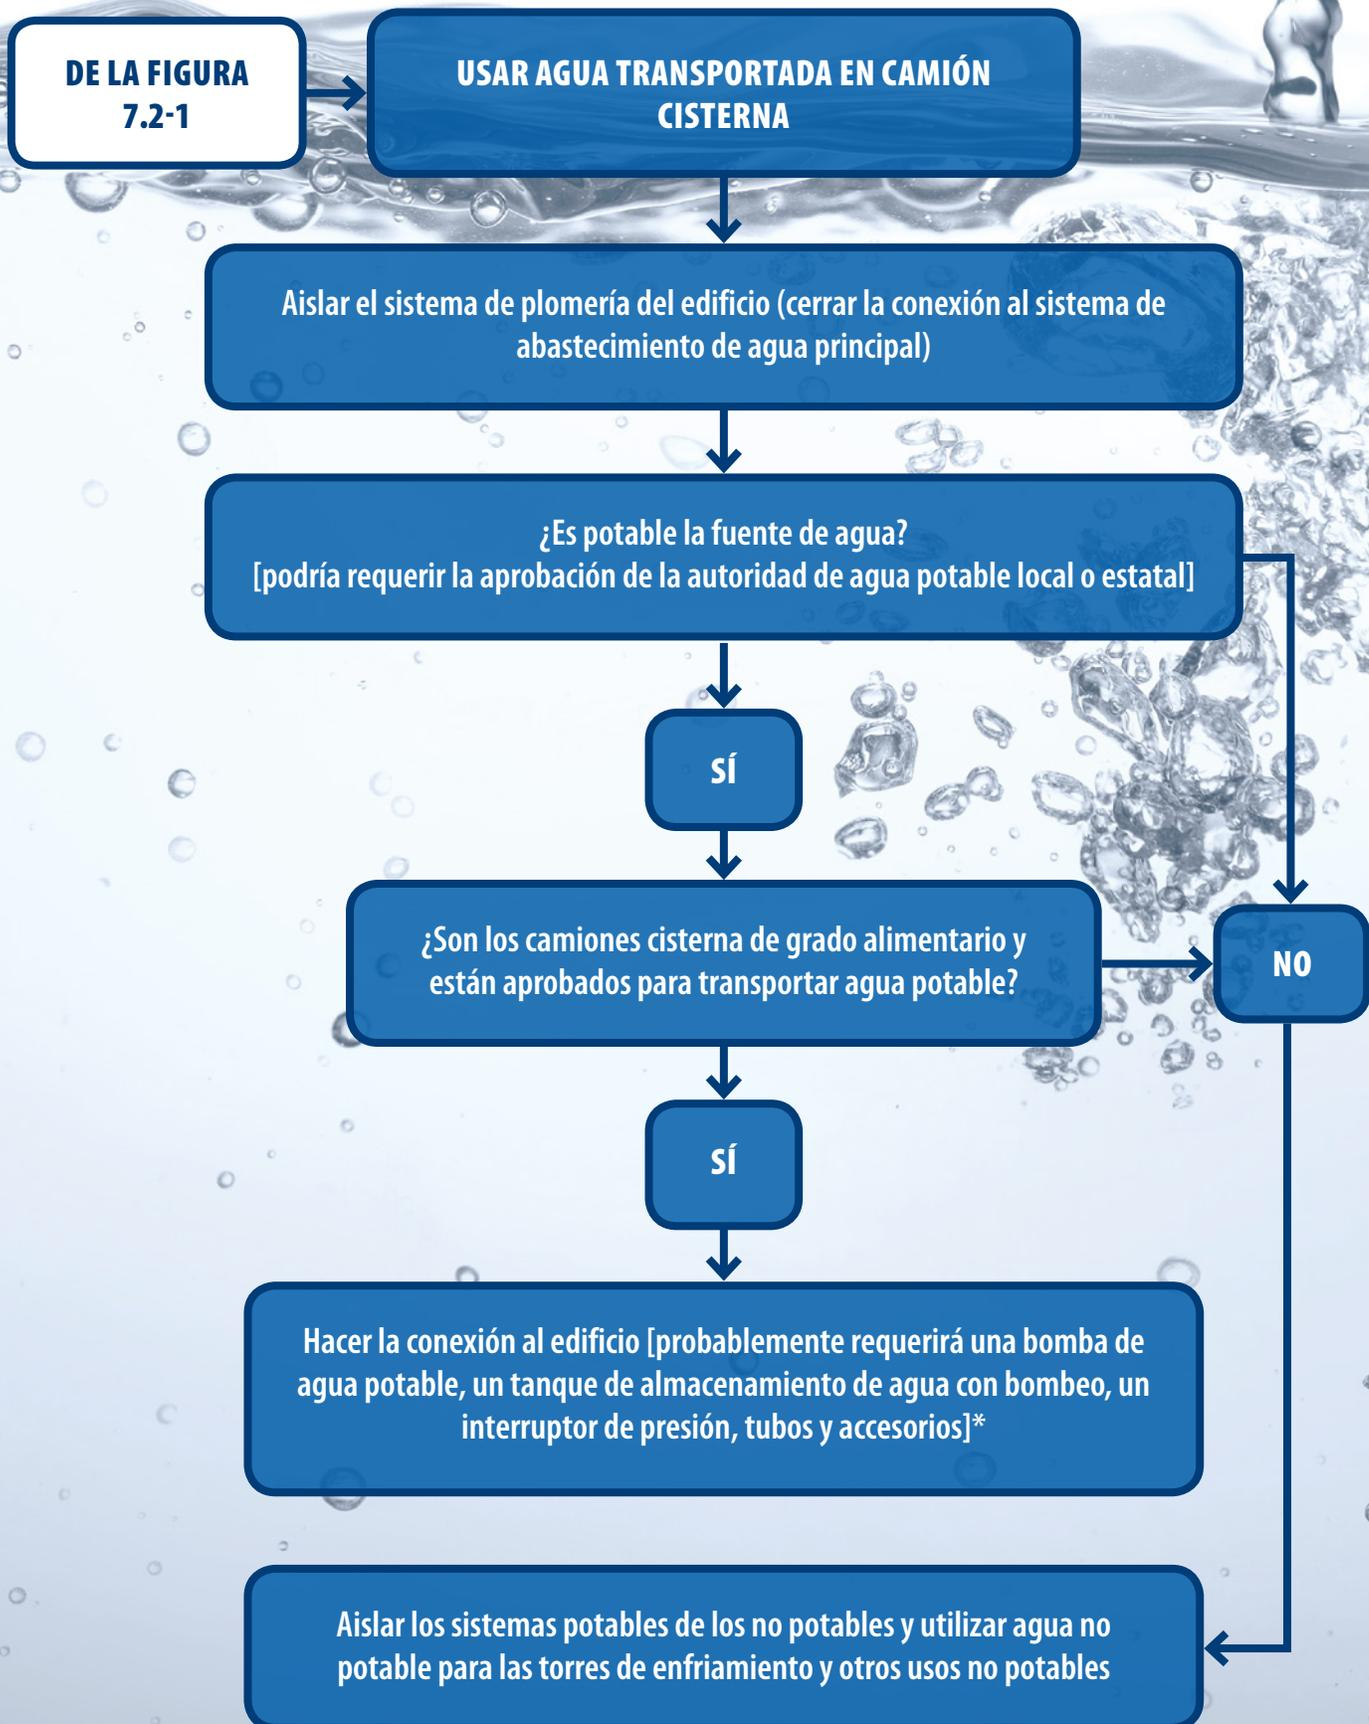 DE LA FIGURA
7.2-1
USAR AGUA TRANSPORTADA EN CAMIÓN
CISTERNA
Aislar el sistema de plomería del edificio (cerrar la conexión al sistema de
abastecimiento de agua principal)
¿Es potable la fuente de agua?
[podría requerir la aprobación de la autoridad de agua potable local o estatal]
SÍ
¿Son los camiones cisterna de grado alimentario y
están aprobados para transportar agua potable?
NO
SÍ
Hacer la conexión al edificio [probablemente requerirá una bomba de
agua potable, un tanque de almacenamiento de agua con bombeo, un
interruptor de presión, tubos y accesorios]*
Aislar los sistemas potables de los no potables y utilizar agua no
potable para las torres de enfriamiento y otros usos no potables